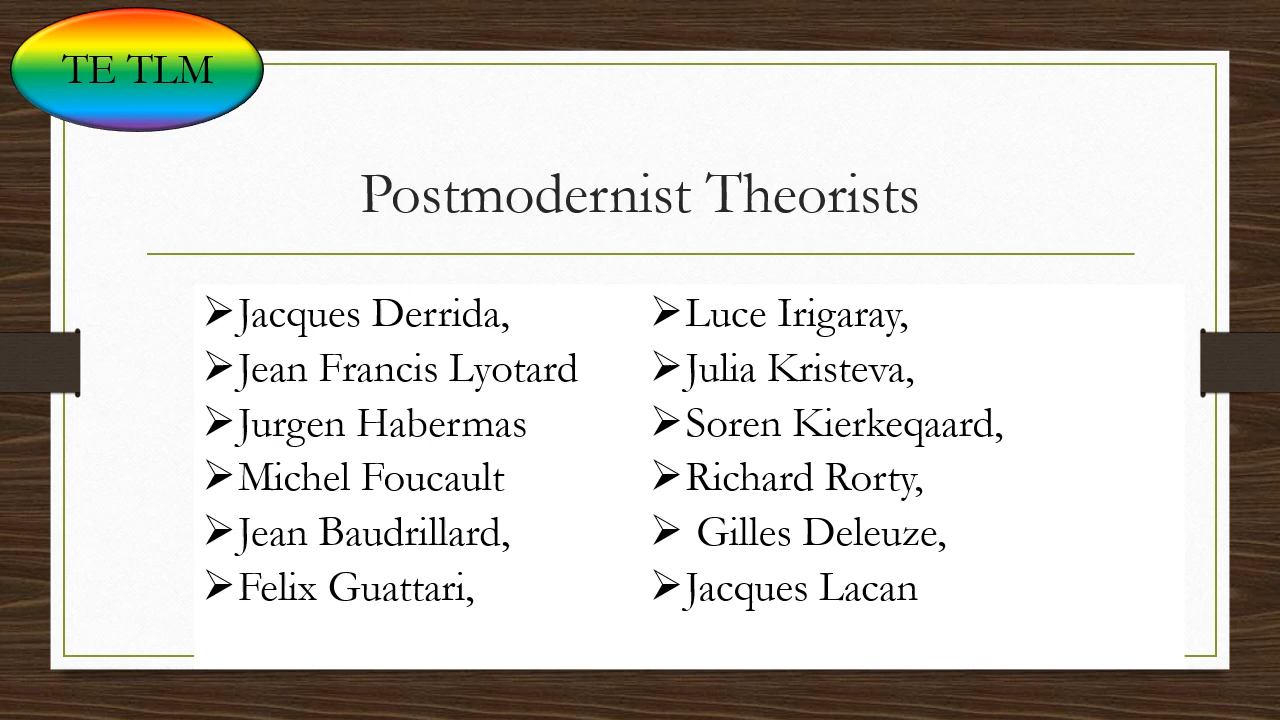 TE TLM
Postmodernist Theorists
➢Jacques Derrida,
➢Jean Francis Lyotard
➢Jurgen Habermas
➢Michel Foucault
➢Jean Baudrillard,
➢Felix Guattari,
➢Luce Irigaray,
➢Julia Kristeva,
➢Soren Kierkeqaard,
➢Richard Rorty,
➢ Gilles Deleuze,
➢Jacques Lacan